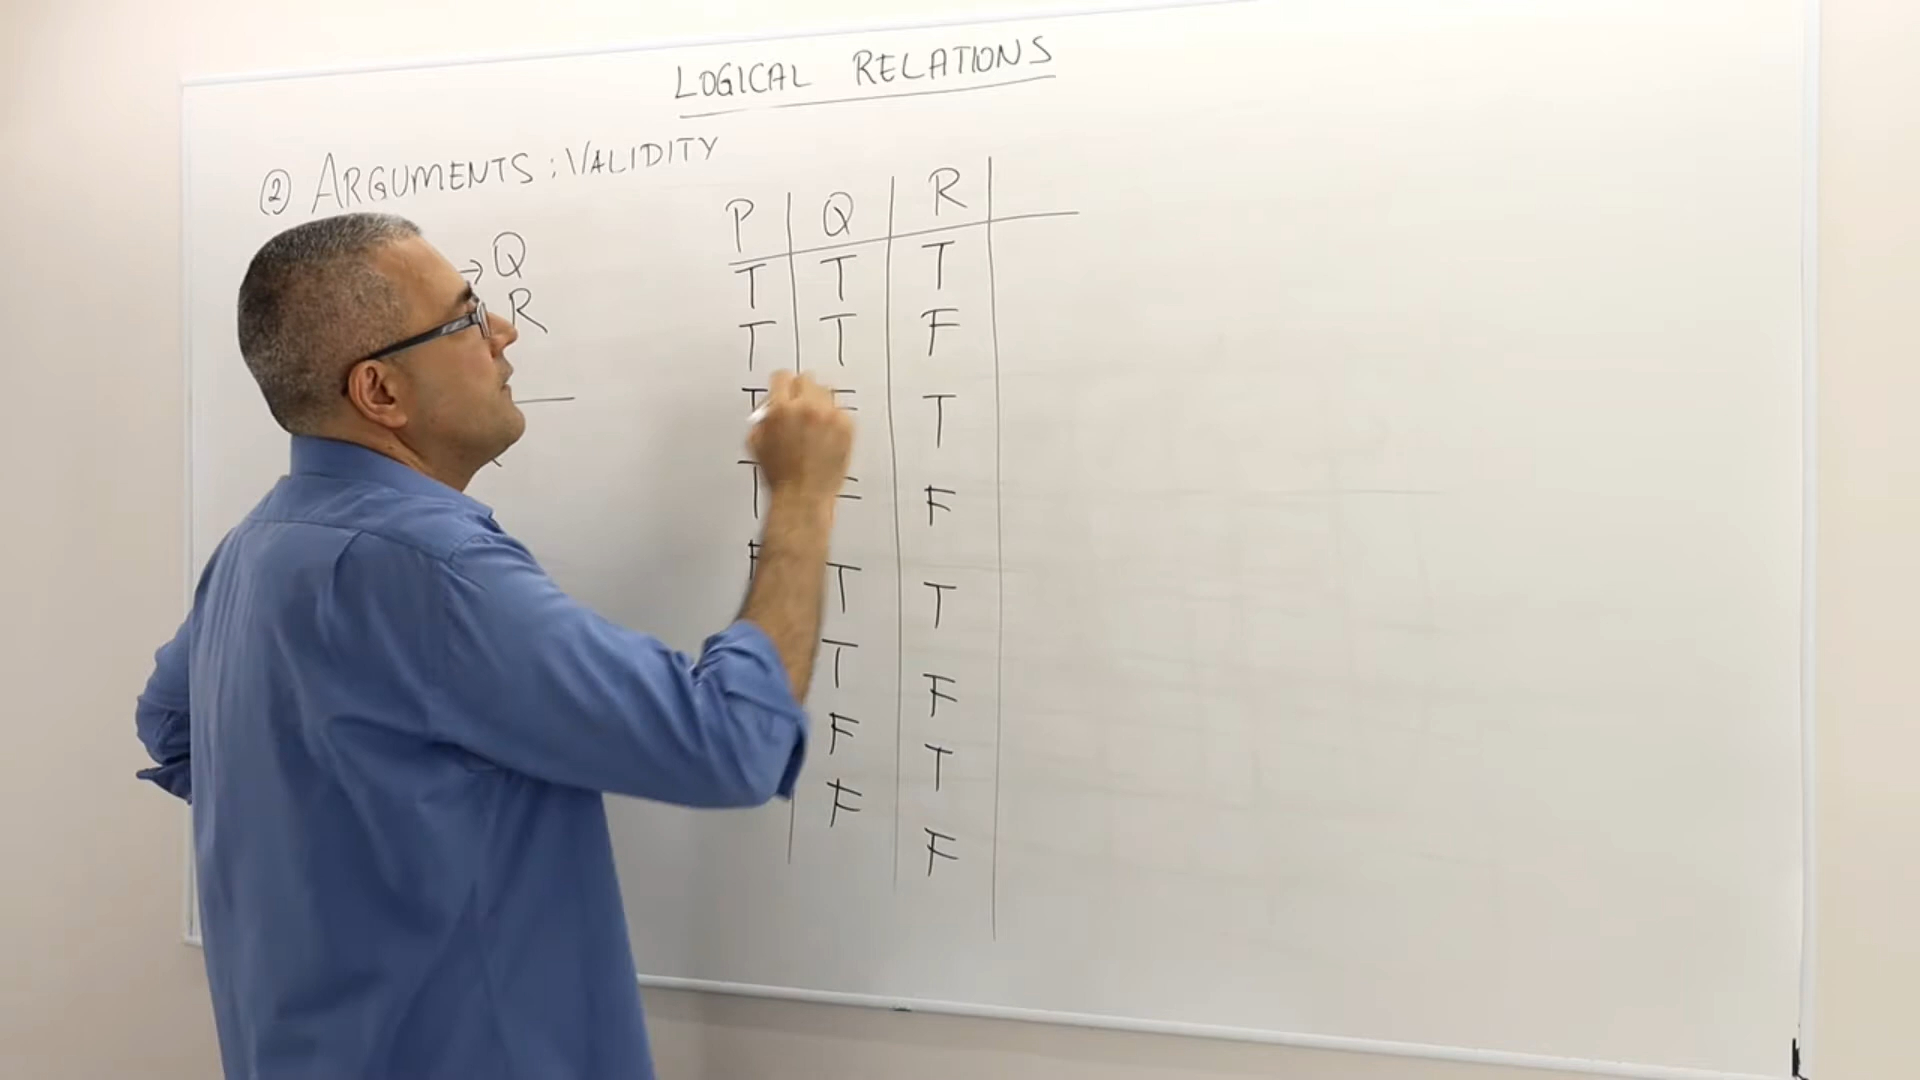 LOGICAL RELATIONS
② ARGUMENTS : VALIDITY
→ Q
R
P Q R
T T T
T T F
T F T
T F F
F T T
T F
F T
F F